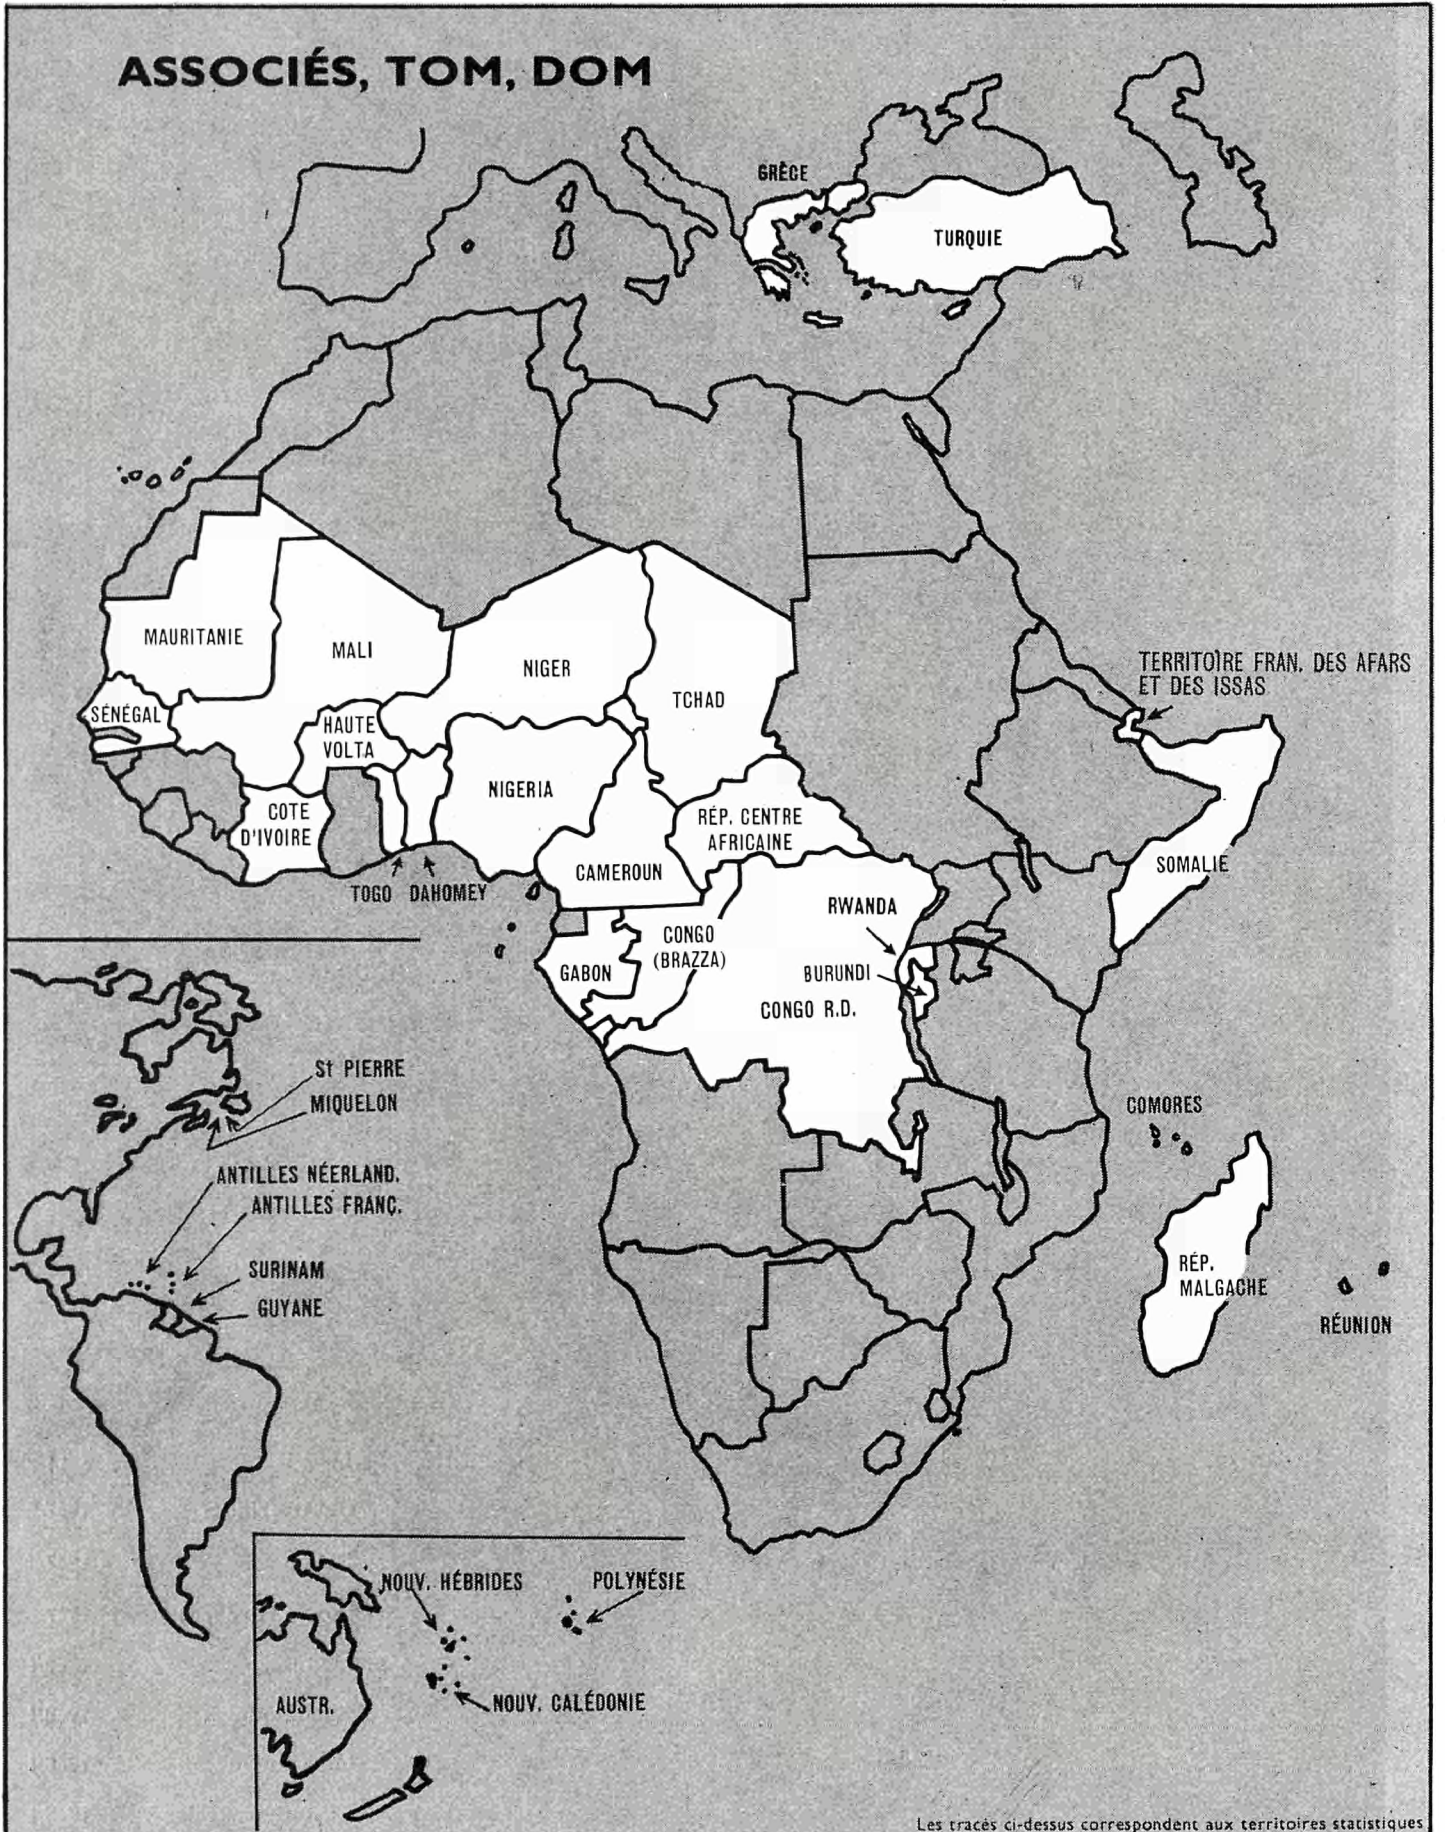 ASSOCIÉS, TOM, DOM
GRÈCE
TURQUIE
MAURITANIE
MALI
NIGER
TCHAD
TERRITOIRE FRAN. DES AFARS
ET DES ISSAS
SÉNÉGAL
HAUTE
VOLTA
NIGERIA
COTE
D'IVOIRE
RÉP. CENTRE
AFRICAINE
SOMALIE
CAMEROUN
TOGO
DAHOMEY
RWANDA
CONGO
(BRAZZA)
GABON
BURUNDI
CONGO R.D.
St PIERRE
MIQUELON
COMORES
ANTILLES NÉERLAND.
ANTILLES FRANÇ.
RÉP.
MALGACHE
SURINAM
GUYANE
RÉUNION
NOUV. HÉBRIDES
POLYNÉSIE
AUSTR.
NOUV. CALÉDONIE
Les tracés ci-dessus correspondent aux territoires statistiques